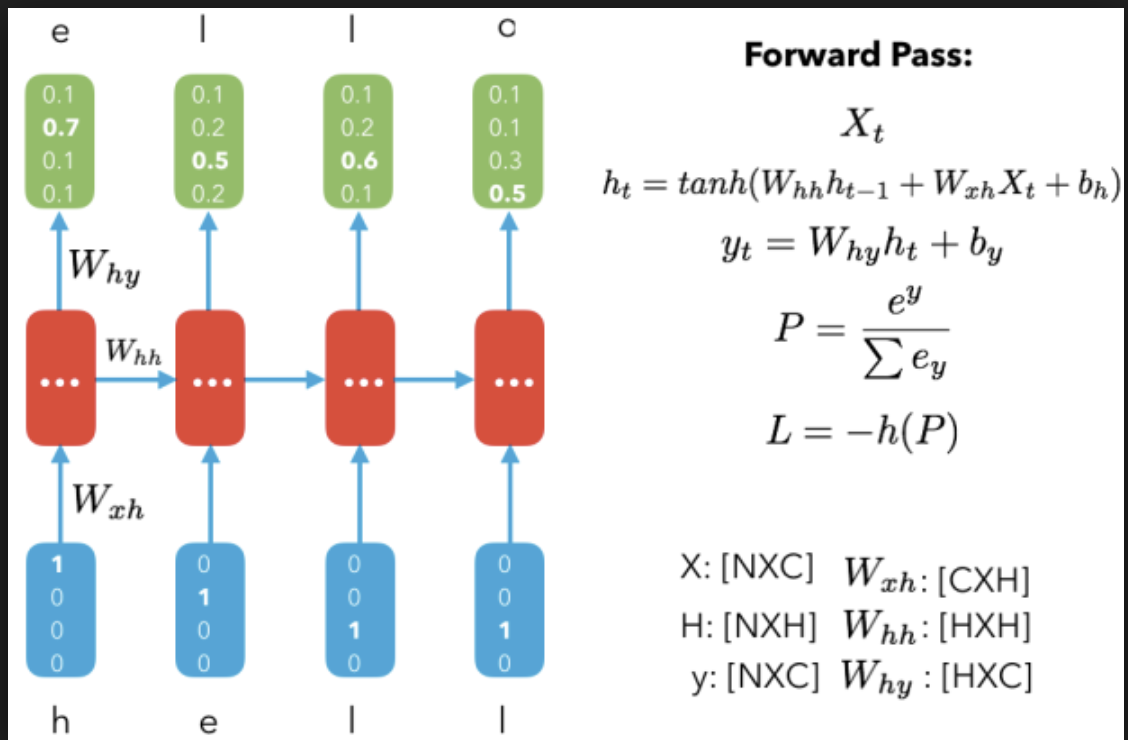 e l l o
0.1 0.1 0.1 0.1
0.7 0.2 0.2 0.1
0.1 0.5 0.6 0.3
0.1 0.2 0.1 0.5
W_{hy}
... W_{hh} ... ... ...
W_{xh}
1 0 0 0
0 1 0 0
0 0 1 1
0 0 0 0
h e l l
Forward Pass:
X_t
h_t = tanh(W_{hh}h_{t-1} + W_{xh}X_t + b_h)
y_t = W_{hy}h_t + b_y
P = \frac{e^y}{\sum e_y}
L = -h(P)
X: [NXC] W_{xh}: [CXH]
H: [NXH] W_{hh}: [HXH]
y: [NXC] W_{hy} : [HXC]